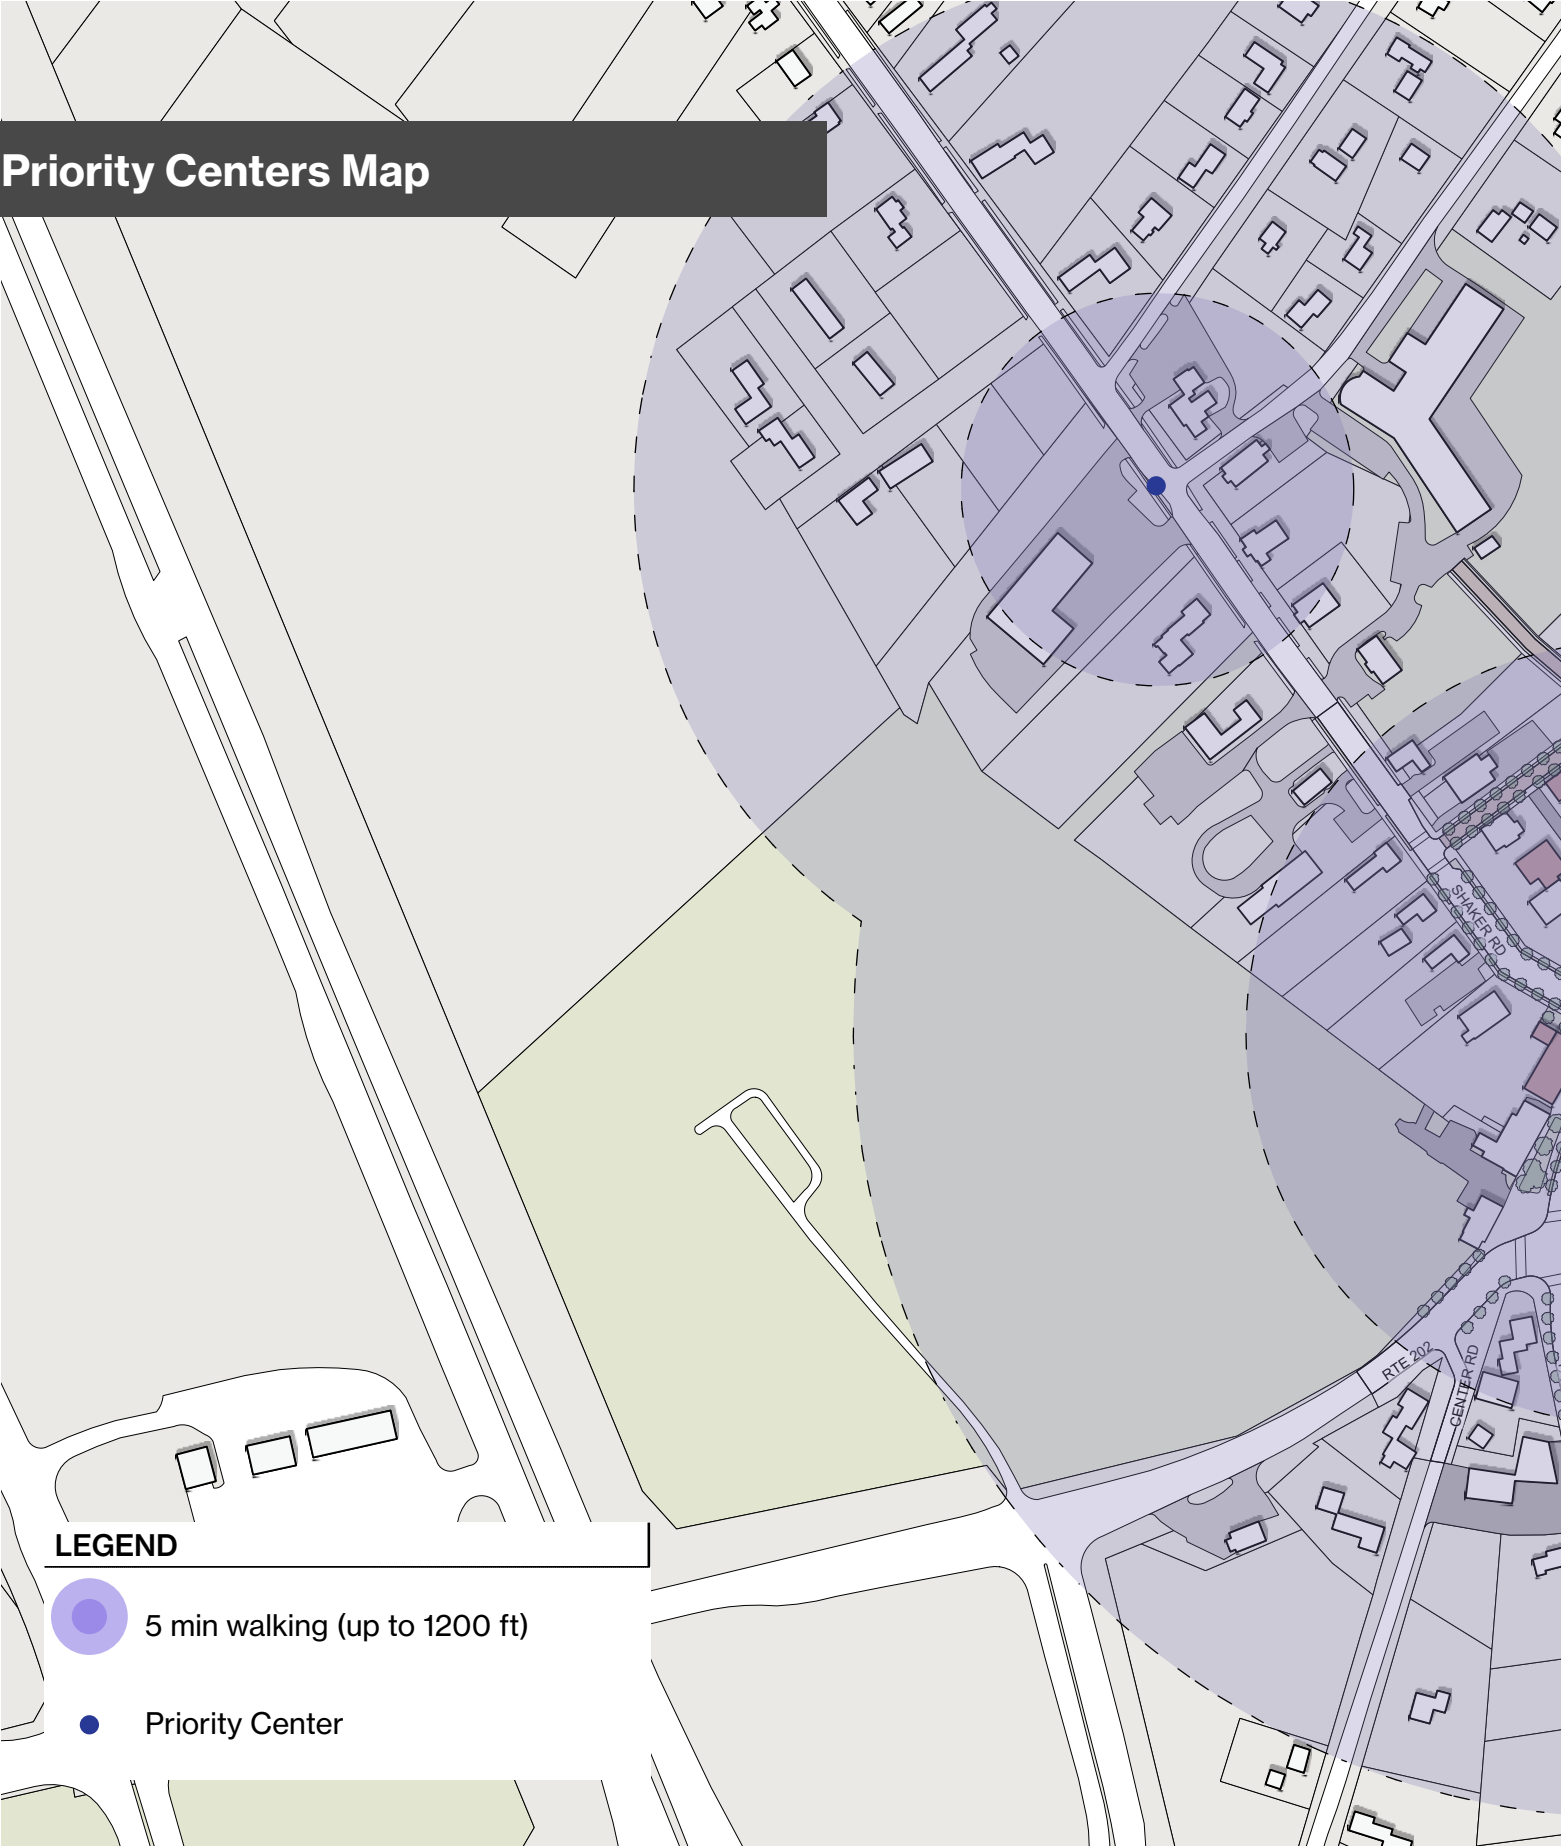 Priority Centers Map
SHAKER RD
RTE 202
CENTER RD
LEGEND
5 min walking (up to 1200 ft)
Priority Center